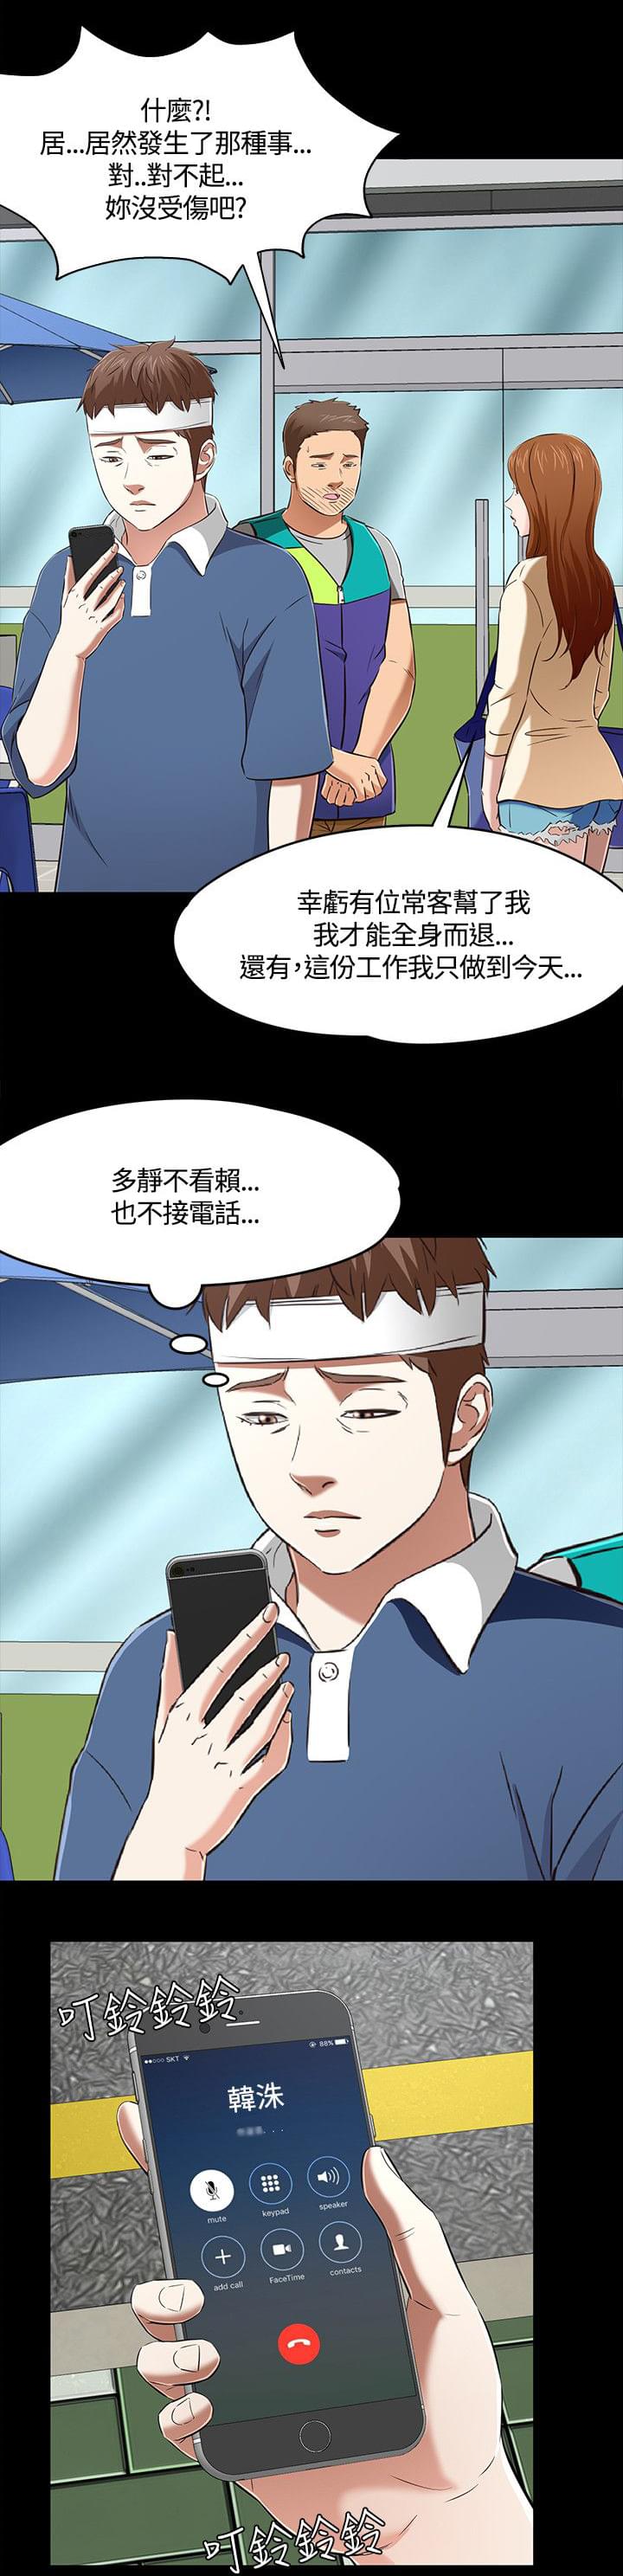 什麼?!
居...居然發生了那種事...
對..對不起...
妳沒受傷吧?
幸虧有位常客幫了我
我才能全身而退...
還有,這份工作我只做到今天...
多靜不看賴...
也不接電話...
叮鈴鈴鈴
●●○○○ SKT
88%
韓洙
mute
keypad
speaker
add call
FaceTime
contacts
叮鈴鈴鈴